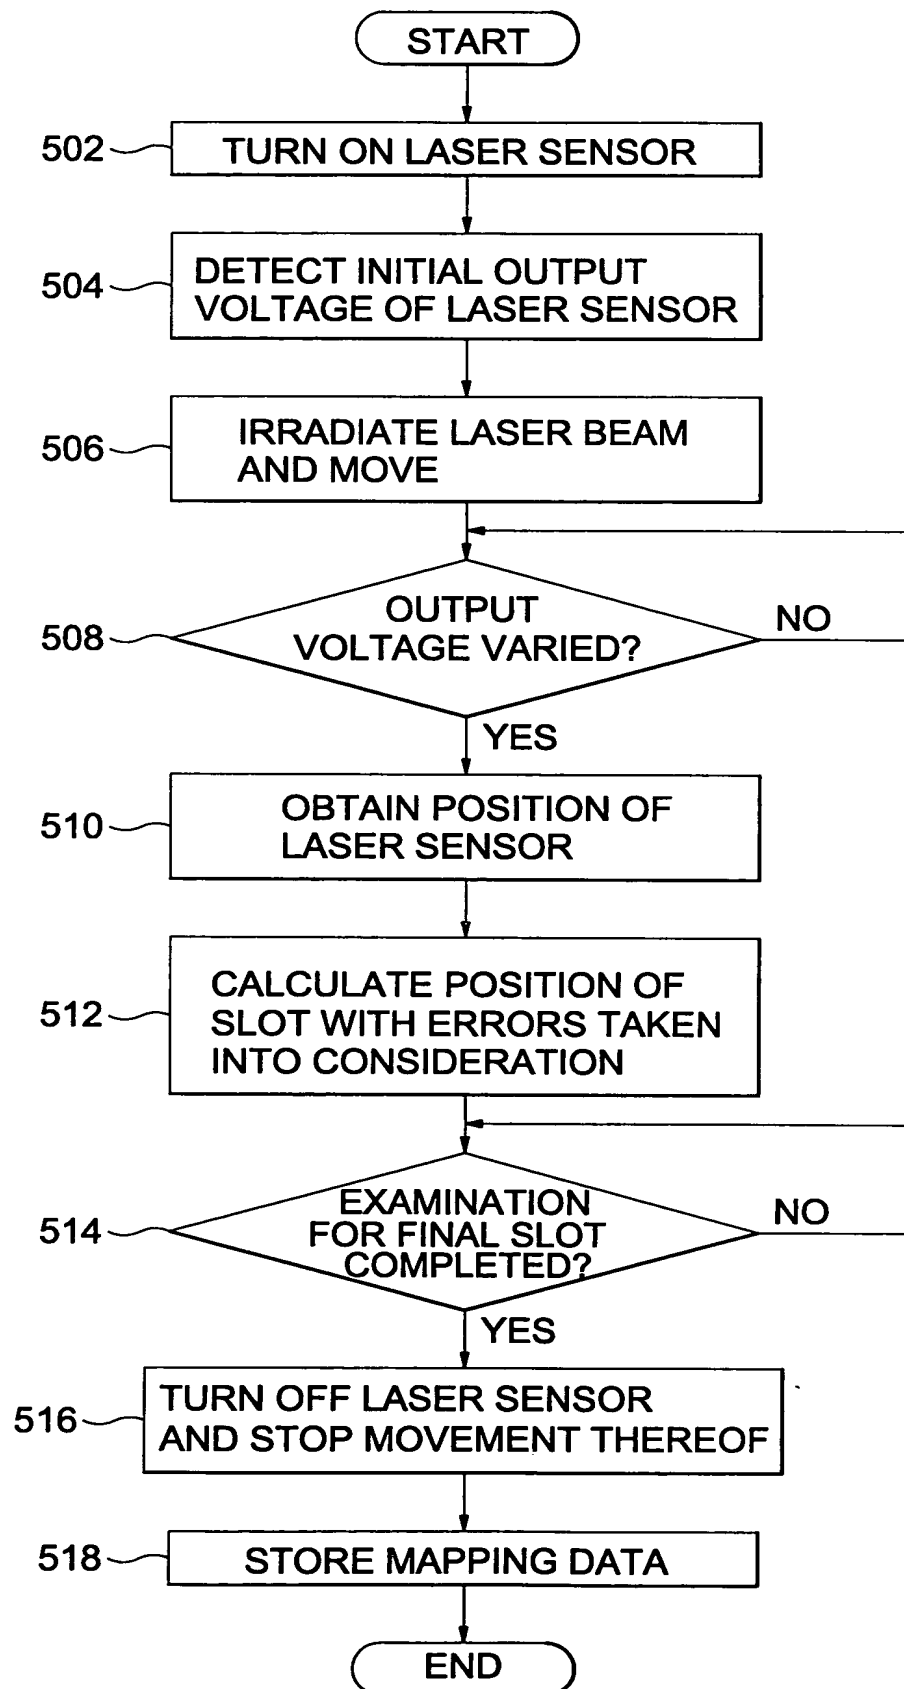 START
502
TURN ON LASER SENSOR
504
DETECT INITIAL OUTPUT
VOLTAGE OF LASER SENSOR
506
IRRADIATE LASER BEAM
AND MOVE
508
OUTPUT
VOLTAGE VARIED?
NO
YES
510
OBTAIN POSITION OF
LASER SENSOR
512
CALCULATE POSITION OF
SLOT WITH ERRORS TAKEN
INTO CONSIDERATION
514
EXAMINATION
FOR FINAL SLOT
COMPLETED?
NO
YES
516
TURN OFF LASER SENSOR
AND STOP MOVEMENT THEREOF
518
STORE MAPPING DATA
END